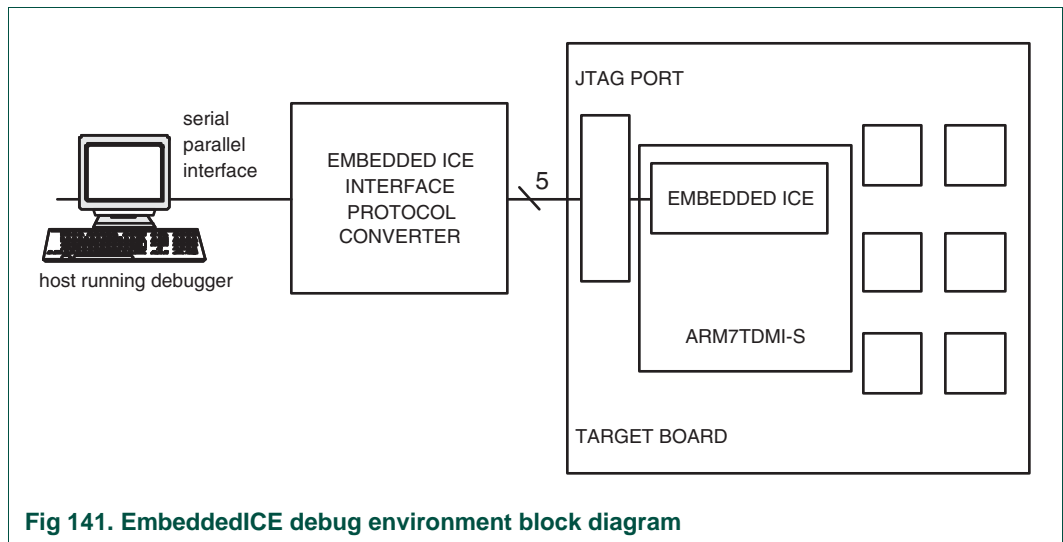 serial
parallel
interface
host running debugger
EMBEDDED ICE
INTERFACE
PROTOCOL
CONVERTER
5
JTAG PORT
EMBEDDED ICE
ARM7TDMI-S
TARGET BOARD
Fig 141. EmbeddedICE debug environment block diagram